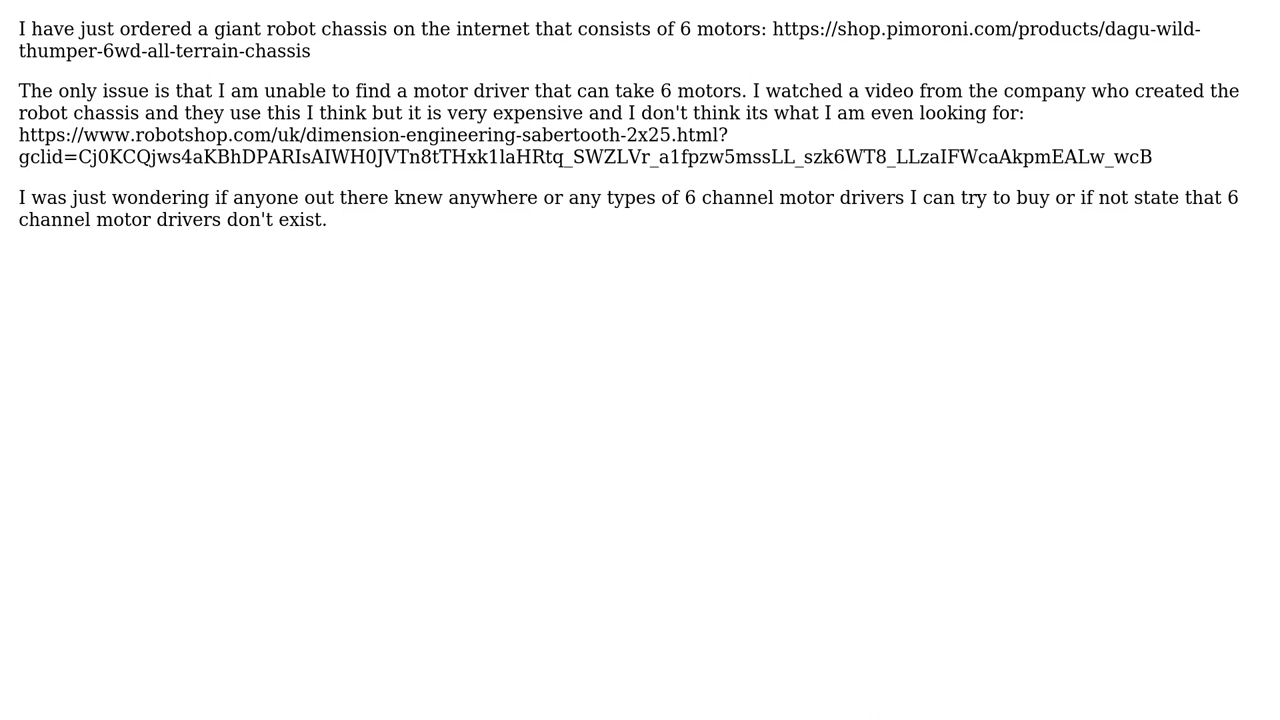 I have just ordered a giant robot chassis on the internet that consists of 6 motors: https://shop.pimoroni.com/products/dagu-wild-
thumper-6wd-all-terrain-chassis
The only issue is that I am unable to find a motor driver that can take 6 motors. I watched a video from the company who created the
robot chassis and they use this I think but it is very expensive and I don't think its what I am even looking for:
https://www.robotshop.com/uk/dimension-engineering-sabertooth-2x25.html?
gclid=Cj0KCQjws4aKBhDPARIsAIWH0JVTn8tTHxk1laHRtq_SWZLVr_a1fpzw5mssLL_szk6WT8_LLzaIFWcaAkpmEALw_wcB
I was just wondering if anyone out there knew anywhere or any types of 6 channel motor drivers I can try to buy or if not state that 6
channel motor drivers don't exist.